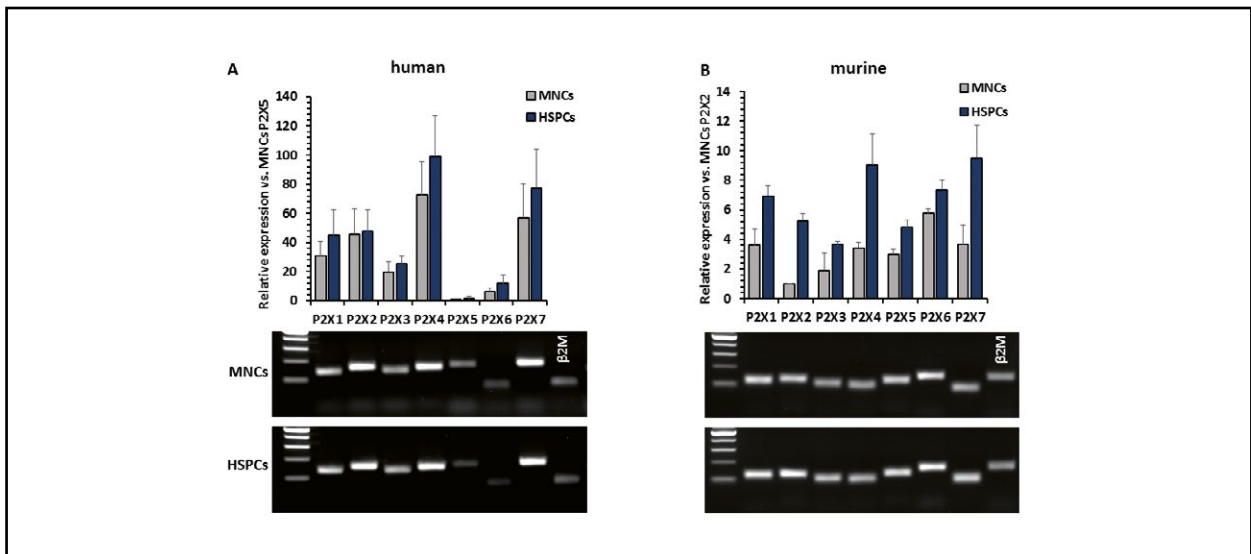 A
human
Relative expression vs. MNCs P2X5
140
120
100
80
60
40
20
0
MNCs
HSPCs
P2X1 P2X2 P2X3 P2X4 P2X5 P2X6 P2X7
β2M
MNCs
HSPCs
B
murine
Relative expression vs. MNCs P2X2
14
12
10
8
6
4
2
0
MNCs
HSPCs
P2X1 P2X2 P2X3 P2X4 P2X5 P2X6 P2X7
β2M